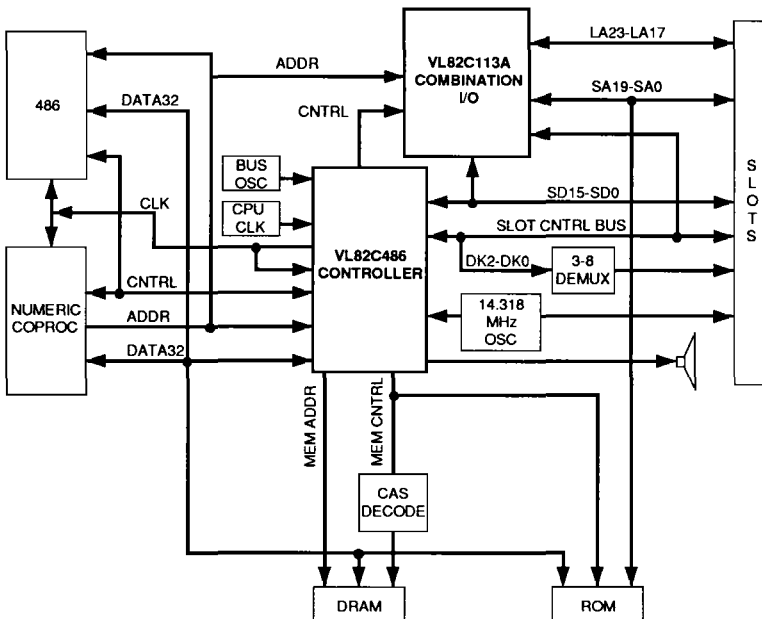 486
DATA32
ADDR
CNTRL
VL82C113A
COMBINATION
I/O
LA23-LA17
SA19-SA0
SLOTS
BUS
OSC
CPU
CLK
CLK
VL82C486
CONTROLLER
SD15-SD0
SLOT CNTRL BUS
DK2-DK0
3-8
DEMUX
NUMERIC
COPROC
CNTRL
ADDR
DATA32
14.318
MHz
OSC
MEM ADDR
MEM CNTRL
CAS
DECODE
DRAM
ROM